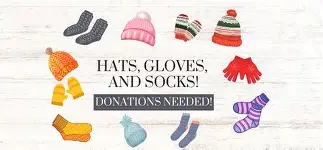 HATS, GLOVES,
AND SOCKS!
DONATIONS NEEDED!